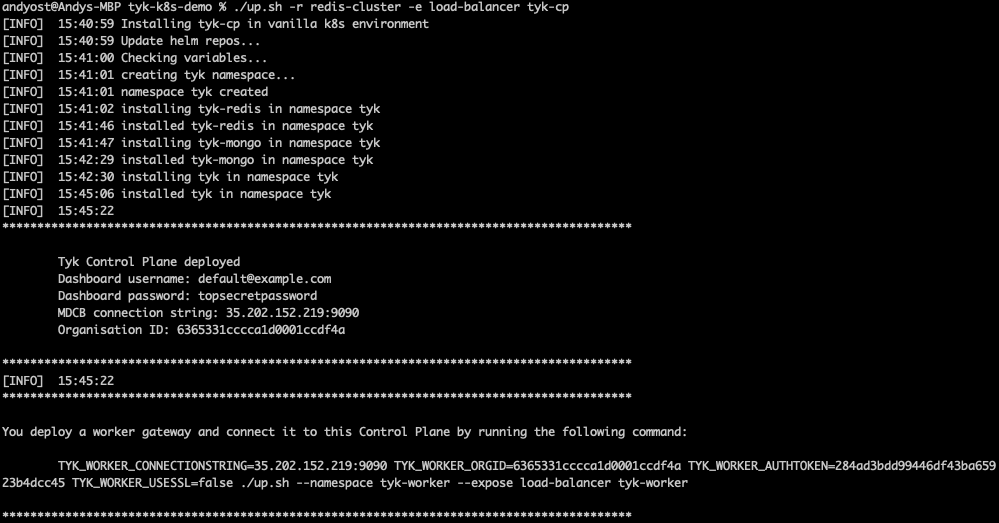 andyost@Andys-MBP tyk-k8s-demo % ./up.sh -r redis-cluster -e load-balancer tyk-cp
[INFO]  15:40:59 Installing tyk-cp in vanilla k8s environment
[INFO]  15:40:59 Update helm repos...
[INFO]  15:41:00 Checking variables...
[INFO]  15:41:01 creating tyk namespace...
[INFO]  15:41:01 namespace tyk created
[INFO]  15:41:02 installing tyk-redis in namespace tyk
[INFO]  15:41:46 installed tyk-redis in namespace tyk
[INFO]  15:41:47 installing tyk-mongo in namespace tyk
[INFO]  15:42:29 installed tyk-mongo in namespace tyk
[INFO]  15:42:30 installing tyk in namespace tyk
[INFO]  15:45:06 installed tyk in namespace tyk
[INFO]  15:45:22
******************************************************************************************
Tyk Control Plane deployed
Dashboard username: default@example.com
Dashboard password: topsecretpassword
MDCB connection string: 35.202.152.219:9090
Organisation ID: 6365331cccca1d0001ccdf4a
******************************************************************************************
[INFO]  15:45:22
******************************************************************************************
You deploy a worker gateway and connect it to this Control Plane by running the following command:
TYK_WORKER_CONNECTIONSTRING=35.202.152.219:9090 TYK_WORKER_ORGID=6365331cccca1d0001ccdf4a TYK_WORKER_AUTHTOKEN=284ad3bdd99446df43ba659
23b4dcc45 TYK_WORKER_USESSL=false ./up.sh --namespace tyk-worker --expose load-balancer tyk-worker
******************************************************************************************